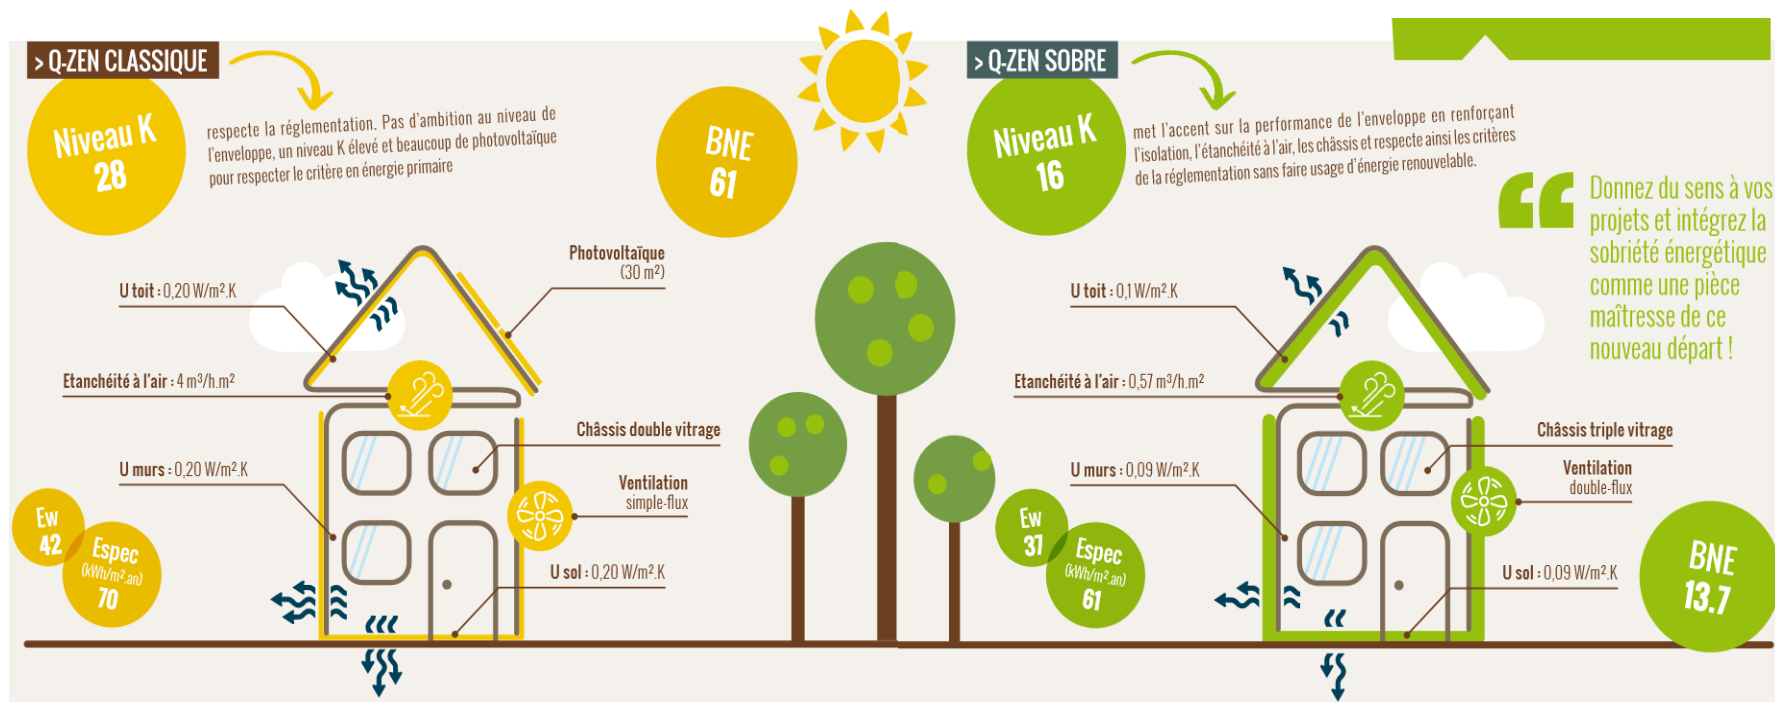 > Q-ZEN CLASSIQUE
Niveau K
28
respecte la réglementation. Pas d'ambition au niveau de
l'enveloppe, un niveau K élevé et beaucoup de photovoltaïque
pour respecter le critère en énergie primaire
BNE
61
Photovoltaïque
(30 m²)
U toit : 0,20 W/m².K
Etanchéité à l'air : 4 m³/h.m²
Châssis double vitrage
U murs : 0,20 W/m².K
Ventilation
simple-flux
Ew
42
Espec
(kWh/m².an)
70
U sol : 0,20 W/m².K
> Q-ZEN SOBRE
Niveau K
16
met l'accent sur la performance de l'enveloppe en renforçant
l'isolation, l'étanchéité à l'air, les châssis et respecte ainsi les critères
de la réglementation sans faire usage d'énergie renouvelable.
“
Donnez du sens à vos
projets et intégrez la
sobriété énergétique
comme une pièce
maîtresse de ce
nouveau départ !
U toit : 0,1 W/m².K
Etanchéité à l'air : 0,57 m³/h.m²
Châssis triple vitrage
U murs : 0,09 W/m².K
Ventilation
double-flux
Ew
37
Espec
(kWh/m².an)
61
U sol : 0,09 W/m².K
BNE
13.7